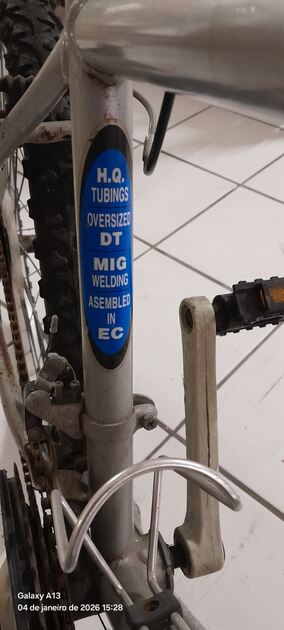 H.Q.
TUBINGS
OVERSIZED
DT
MIG
WELDING
ASEMBLED
IN
EC
Galaxy A13
04 de janeiro de 2026 15:28